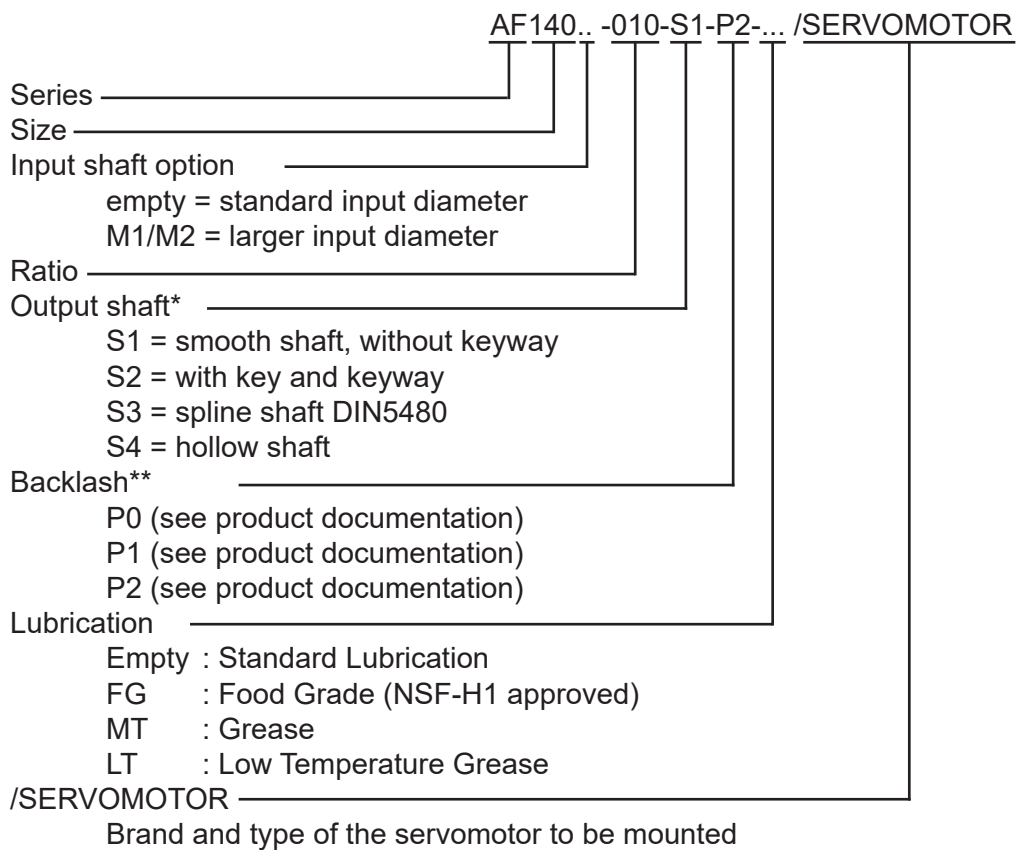 AF140.. -010-S1-P2-... /SERVOMOTOR
Series
Size
Input shaft option
empty = standard input diameter
M1/M2 = larger input diameter
Ratio
Output shaft*
S1 = smooth shaft, without keyway
S2 = with key and keyway
S3 = spline shaft DIN5480
S4 = hollow shaft
Backlash**
P0 (see product documentation)
P1 (see product documentation)
P2 (see product documentation)
Lubrication
Empty : Standard Lubrication
FG : Food Grade (NSF-H1 approved)
MT : Grease
LT : Low Temperature Grease
/SERVOMOTOR
Brand and type of the servomotor to be mounted